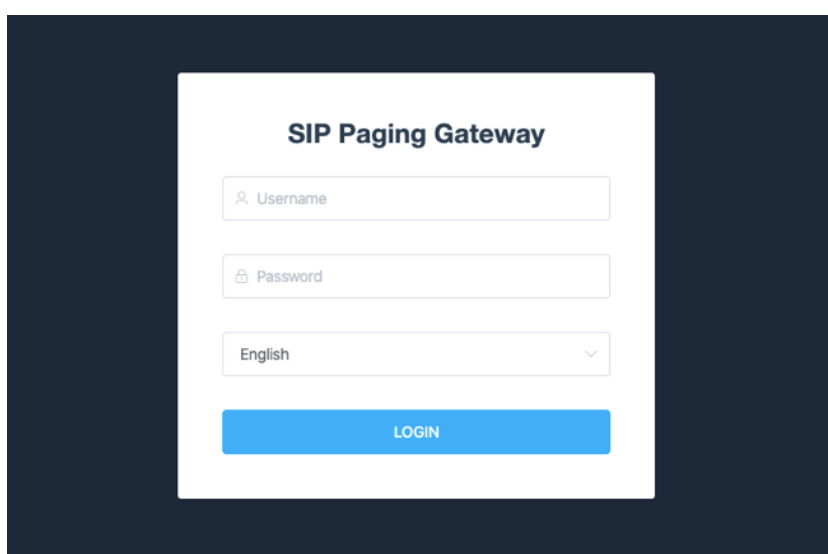 SIP Paging Gateway
Username
Password
English
LOGIN